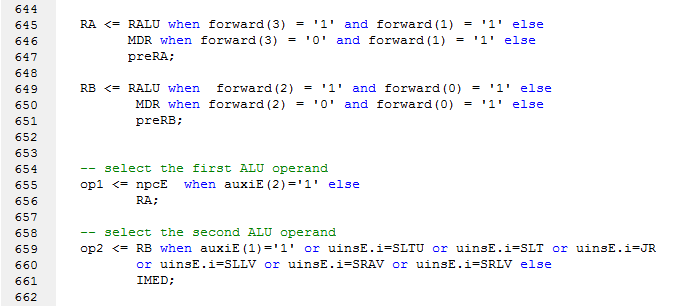 644
645 RA <= RALU when forward(3) = '1' and forward(1) = '1' else
646 MDR when forward(3) = '0' and forward(1) = '1' else
647 preRA;
648
649 RB <= RALU when  forward(2) = '1' and forward(0) = '1' else
650 MDR when forward(2) = '0' and forward(0) = '1' else
651 preRB;
652
653
654 -- select the first ALU operand
655 op1 <= npcE  when auxiE(2)='1' else
656 RA;
657
658 -- select the second ALU operand
659 op2 <= RB when auxiE(1)='1' or uinsE.i=SLTU or uinsE.i=SLT or uinsE.i=JR
660 or uinsE.i=SLLV or uinsE.i=SRAV or uinsE.i=SRLV else
661 IMED;
662